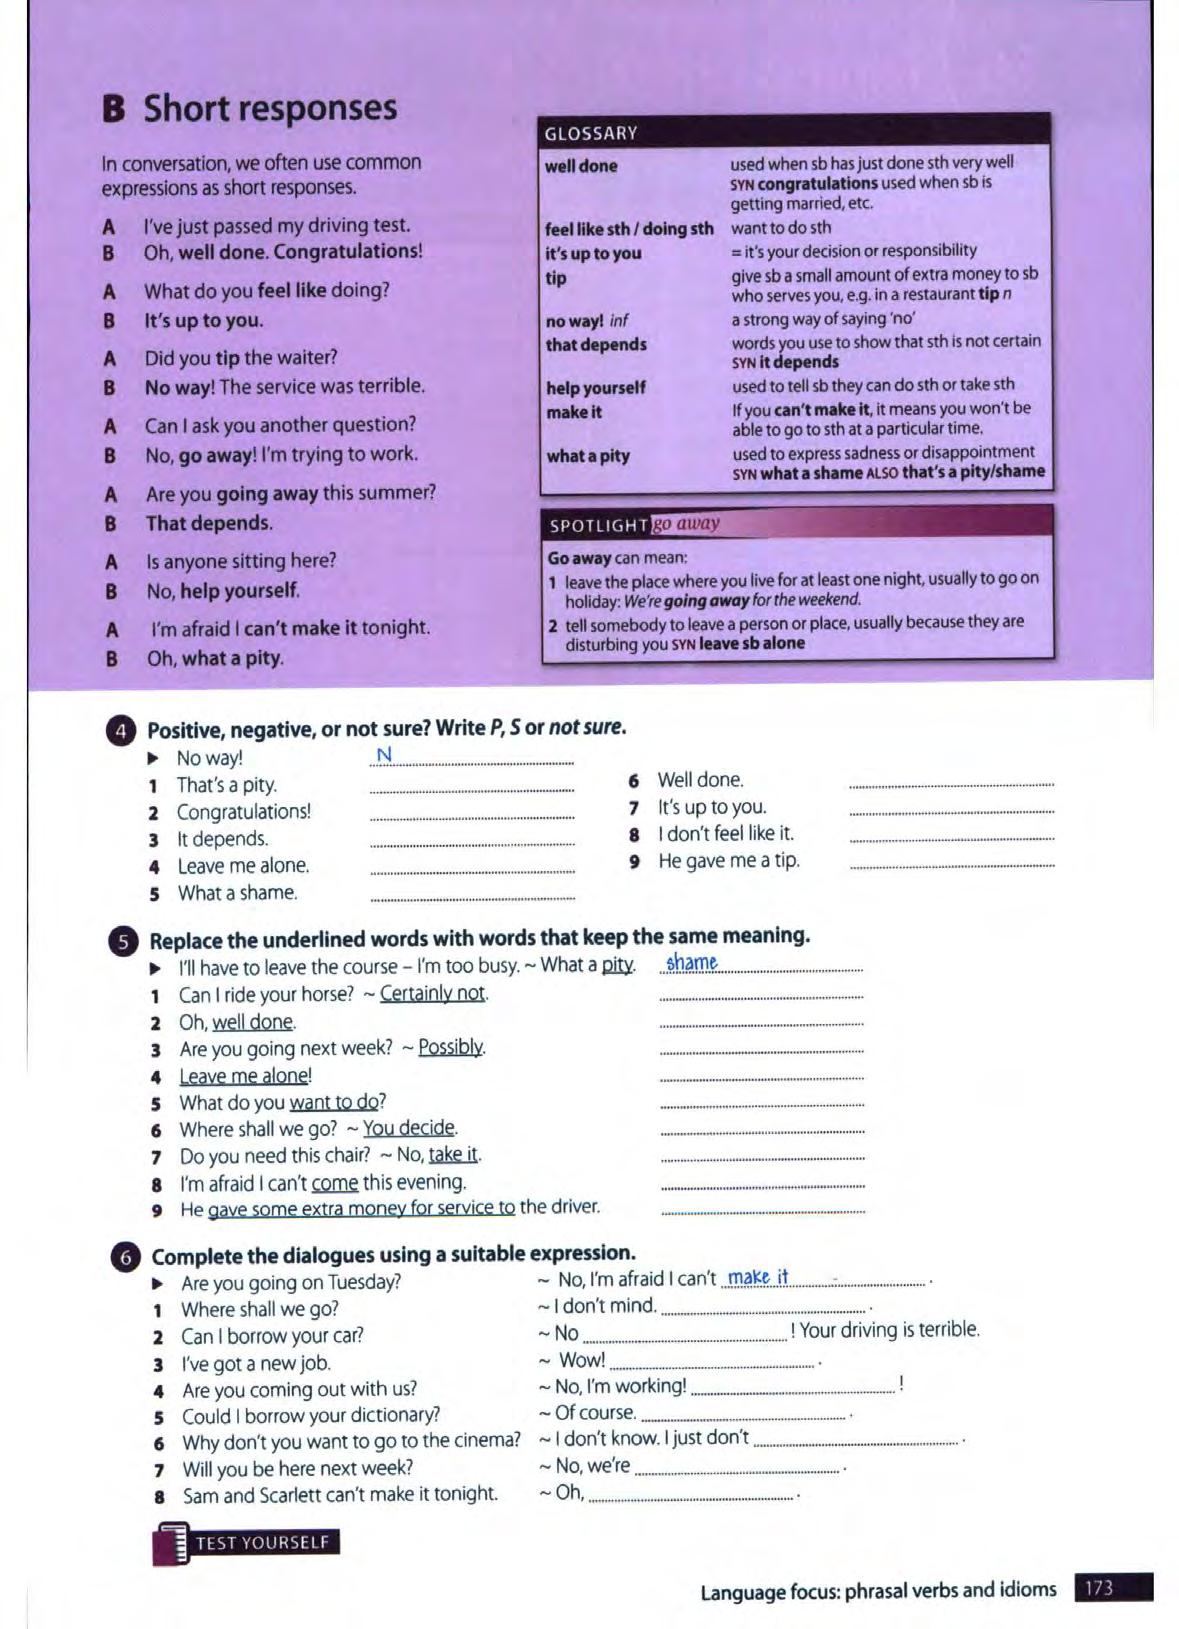 B Short responses
In conversation, we often use common
expressions as short responses.
A I've just passed my driving test.
B Oh, well done. Congratulations!
A What do you feel like doing?
B It's up to you.
A Did you tip the waiter?
B No way! The service was terrible.
A Can I ask you another question?
B No, go away! I'm trying to work.
A Are you going away this summer?
B That depends.
A Is anyone sitting here?
B No, help yourself.
A I'm afraid I can't make it tonight.
B Oh, what a pity.
GLOSSARY
well done used when sb has just done sth very well
SYN congratulations used when sb is
getting married, etc.
feel like sth / doing sth want to do sth
it's up to you = it's your decision or responsibility
tip give sb a small amount of extra money to sb
who serves you, e.g. in a restaurant tip n
no way! inf a strong way of saying 'no'
that depends words you use to show that sth is not certain
SYN it depends
help yourself used to tell sb they can do sth or take sth
make it If you can't make it, it means you won't be
able to go to sth at a particular time.
what a pity used to express sadness or disappointment
SYN what a shame ALSO that's a pity/shame
SPOTLIGHT go away
Go away can mean:
1 leave the place where you live for at least one night, usually to go on
holiday: We're going away for the weekend.
2 tell somebody to leave a person or place, usually because they are
disturbing you SYN leave sb alone
4 Positive, negative, or not sure? Write P, S or not sure.
▶ No way! N
1 That's a pity.
2 Congratulations!
3 It depends.
4 Leave me alone.
5 What a shame.
6 Well done.
7 It's up to you.
8 I don't feel like it.
9 He gave me a tip.
5 Replace the underlined words with words that keep the same meaning.
▶ I'll have to leave the course – I'm too busy. ~ What a pity. shame
1 Can I ride your horse? ~ Certainly not.
2 Oh, well done.
3 Are you going next week? ~ Possibly.
4 Leave me alone!
5 What do you want to do?
6 Where shall we go? ~ You decide.
7 Do you need this chair? ~ No, take it.
8 I'm afraid I can't come this evening.
9 He gave some extra money for service to the driver.
6 Complete the dialogues using a suitable expression.
▶ Are you going on Tuesday? ~ No, I'm afraid I can't make it .
1 Where shall we go? ~ I don't mind. .
2 Can I borrow your car? ~ No ! Your driving is terrible.
3 I've got a new job. ~ Wow! .
4 Are you coming out with us? ~ No, I'm working! !
5 Could I borrow your dictionary? ~ Of course. .
6 Why don't you want to go to the cinema? ~ I don't know. I just don't .
7 Will you be here next week? ~ No, we're .
8 Sam and Scarlett can't make it tonight. ~ Oh, .
TEST YOURSELF
Language focus: phrasal verbs and idioms 173